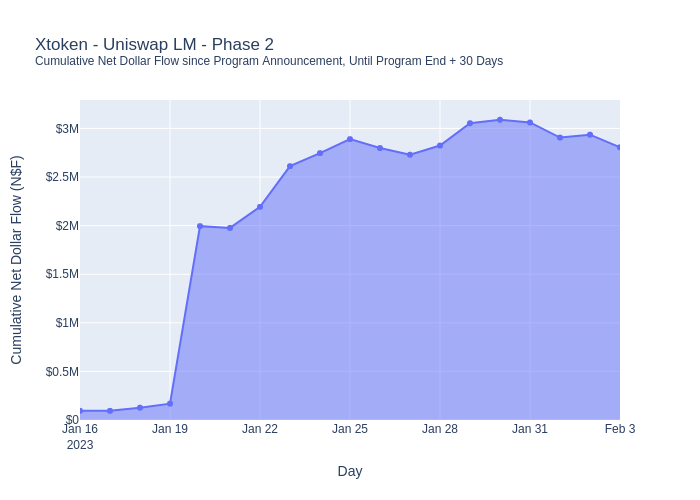 Xtoken - Uniswap LM - Phase 2
Cumulative Net Dollar Flow since Program Announcement, Until Program End + 30 Days
Cumulative Net Dollar Flow (N$F)
$3M
$2.5M
$2M
$1.5M
$1M
$0.5M
$0
Jan 16 Jan 19 Jan 22 Jan 25 Jan 28 Jan 31 Feb 3
2023
Day